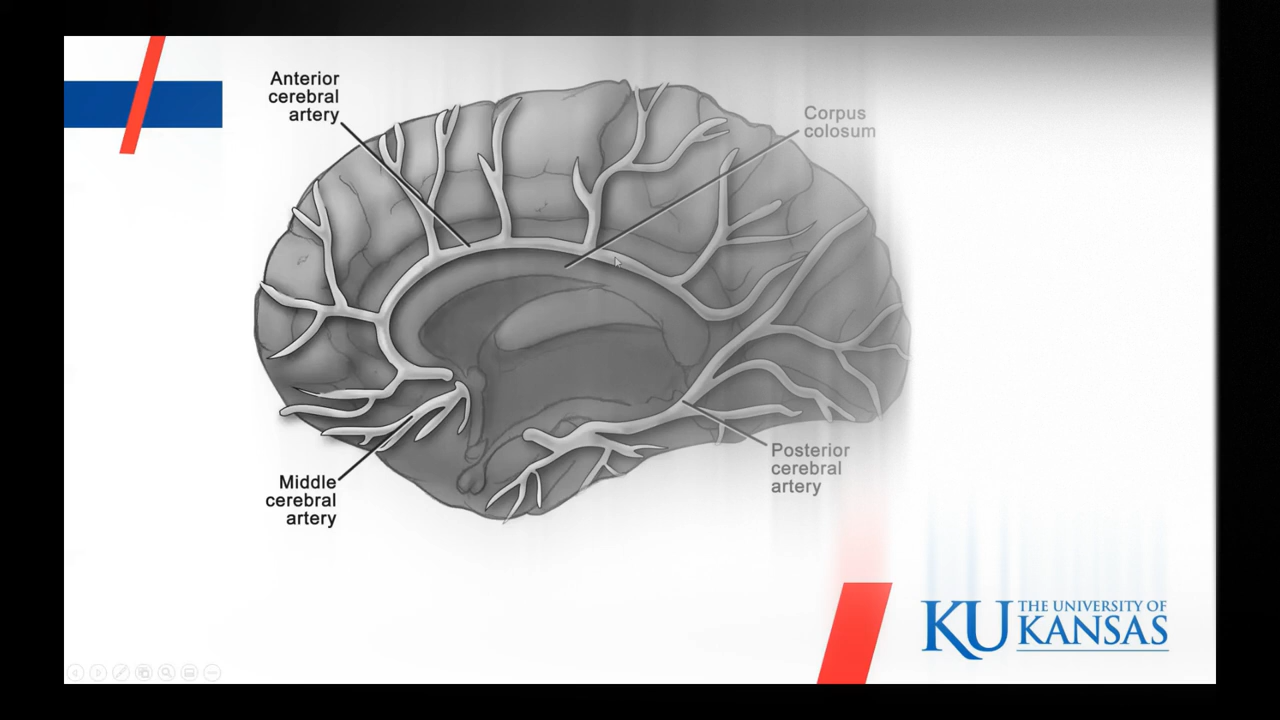 Anterior
cerebral
artery
Corpus
colosum
Middle
cerebral
artery
Posterior
cerebral
artery
KU THE UNIVERSITY OF
KANSAS